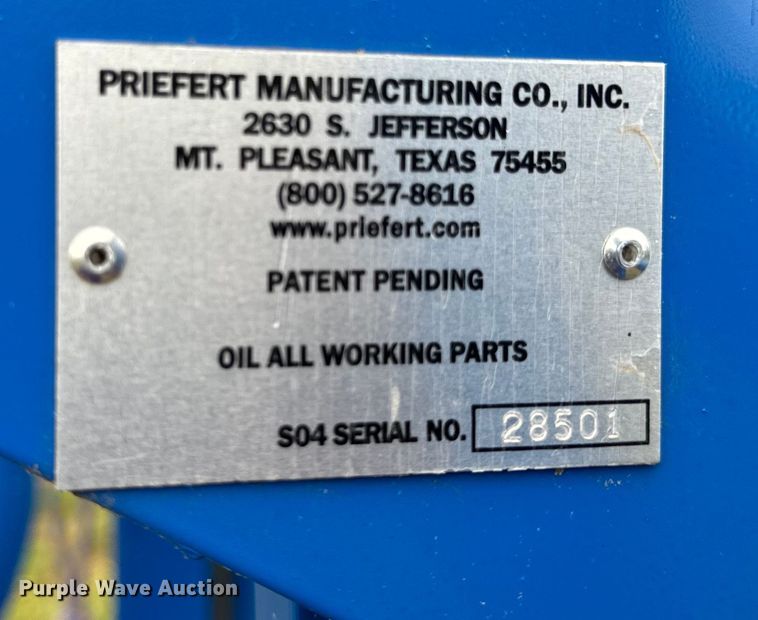 PRIEFERT MANUFACTURING CO., INC.
2630 S. JEFFERSON
MT. PLEASANT, TEXAS 75455
(800) 527-8616
www.priefert.com
PATENT PENDING
OIL ALL WORKING PARTS
S04 SERIAL NO. 28501
Purple Wave Auction